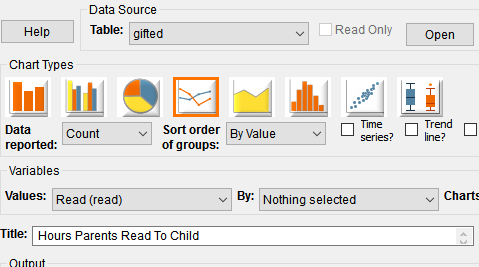 Data Source
Help
Table: gifted
Read Only
Open
Chart Types
Data reported: Count
Sort order of groups: By Value
Time series?
Trend line?
Variables
Values: Read (read) By: Nothing selected Charts
Title: Hours Parents Read To Child
Output